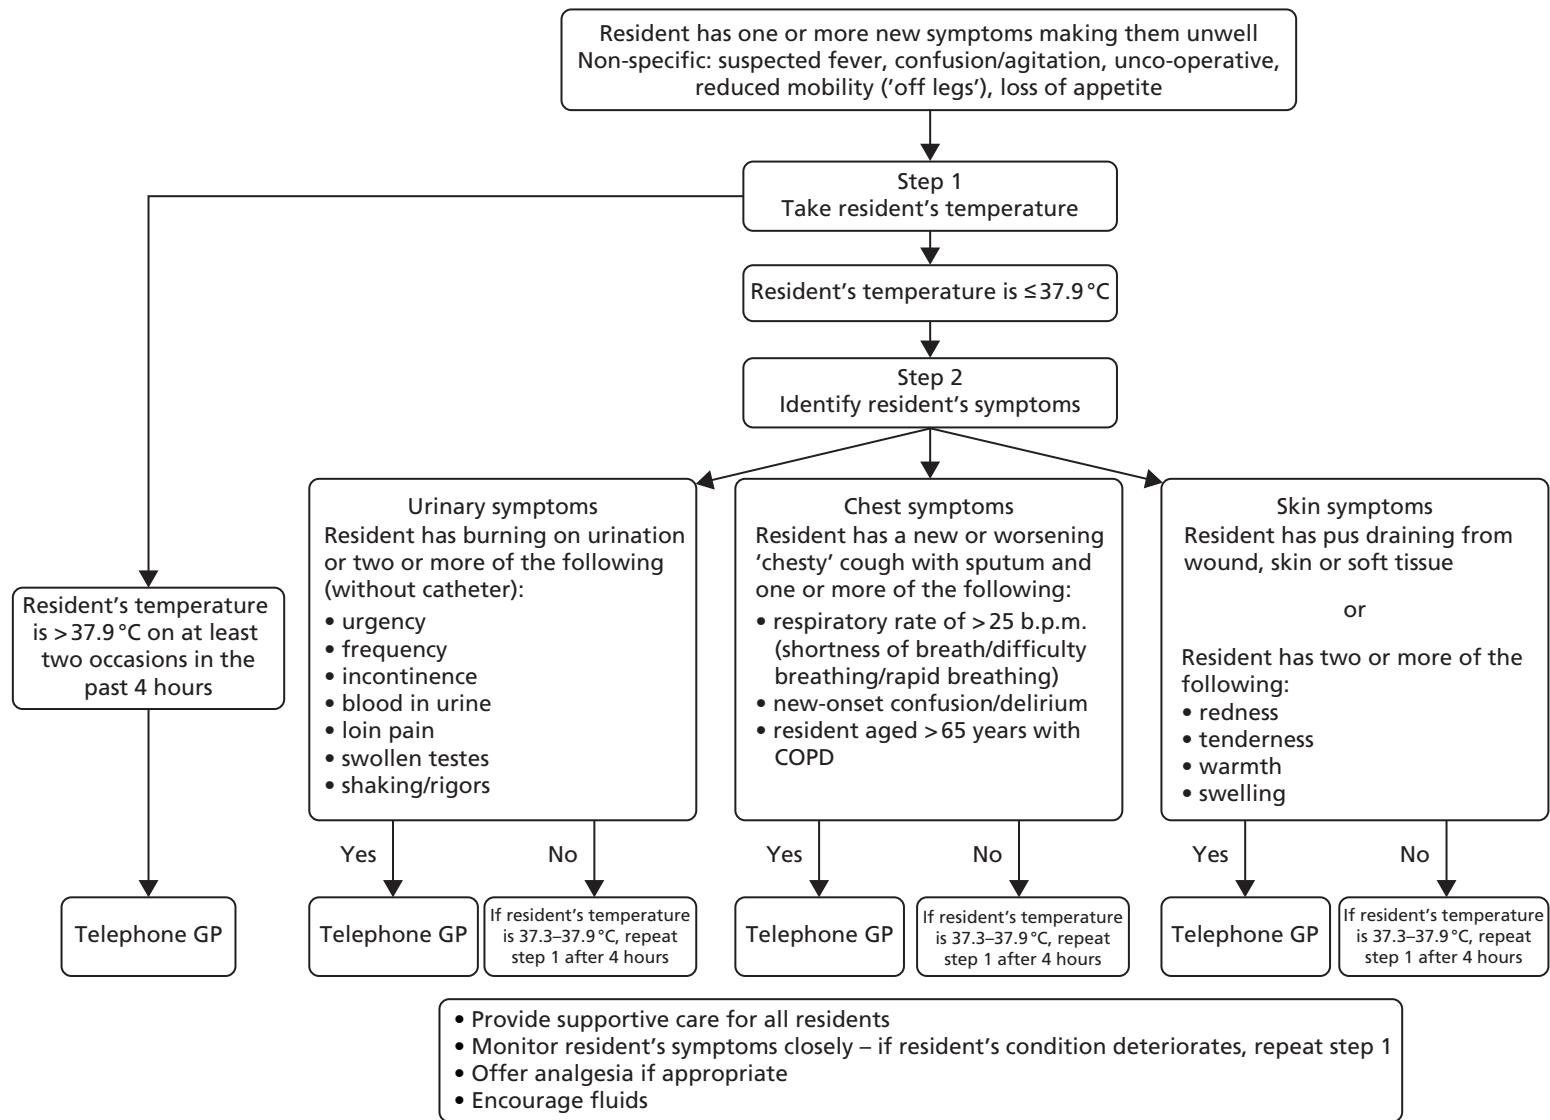 Resident has one or more new symptoms making them unwell
Non-specific: suspected fever, confusion/agitation, unco-operative,
reduced mobility ('off legs'), loss of appetite
Step 1
Take resident's temperature
Resident's temperature is ≤37.9 °C
Step 2
Identify resident's symptoms
Resident's temperature
is >37.9 °C on at least
two occasions in the
past 4 hours
Telephone GP
Urinary symptoms
Resident has burning on urination
or two or more of the following
(without catheter):
• urgency
• frequency
• incontinence
• blood in urine
• loin pain
• swollen testes
• shaking/rigors
Yes
No
Telephone GP
If resident's temperature
is 37.3–37.9 °C, repeat
step 1 after 4 hours
Chest symptoms
Resident has a new or worsening
'chesty' cough with sputum and
one or more of the following:
• respiratory rate of >25 b.p.m.
(shortness of breath/difficulty
breathing/rapid breathing)
• new-onset confusion/delirium
• resident aged >65 years with
COPD
Yes
No
Telephone GP
If resident's temperature
is 37.3–37.9 °C, repeat
step 1 after 4 hours
Skin symptoms
Resident has pus draining from
wound, skin or soft tissue
or
Resident has two or more of the
following:
• redness
• tenderness
• warmth
• swelling
Yes
No
Telephone GP
If resident's temperature
is 37.3–37.9 °C, repeat
step 1 after 4 hours
• Provide supportive care for all residents
• Monitor resident's symptoms closely – if resident's condition deteriorates, repeat step 1
• Offer analgesia if appropriate
• Encourage fluids